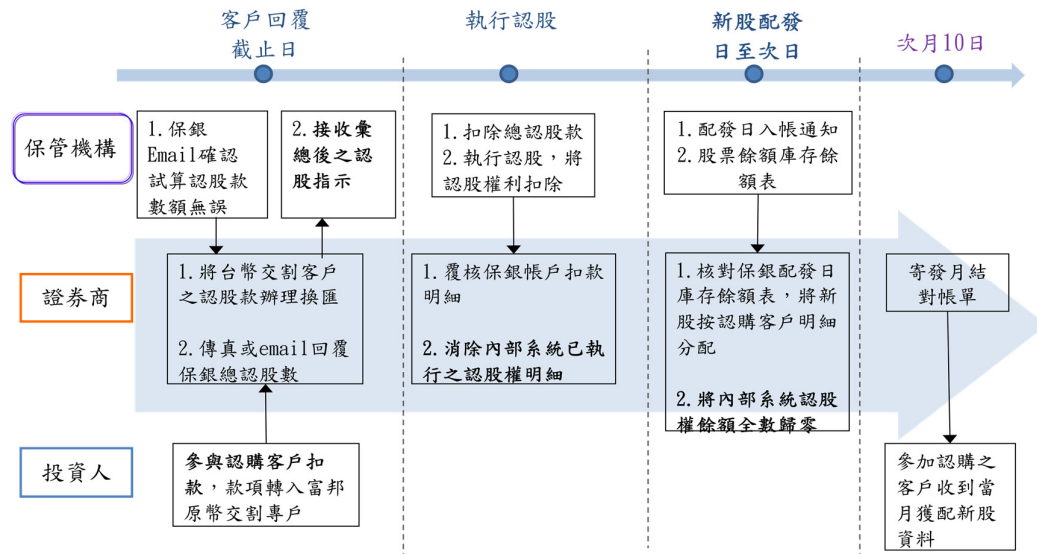 客戶回覆
截止日
執行認股
新股配發
日至次日
次月10日
保管機構
1.保銀
Email確認
試算認股款
數額無誤
2.接收彙
總後之認
股指示
1.扣除總認股款
2.執行認股，將
認股權利扣除
1.配發日入帳通知
2.股票餘額庫存餘
額表
證券商
1.將台幣交割客戶
之認股款辦理換匯
2.傳真或email回覆
保銀總認股數
1.覆核保銀帳戶扣款
明細
2.消除內部系統已執
行之認股權明細
1.核對保銀配發日
庫存餘額表，將新
股按認購客戶明細
分配
2.將內部系統認股
權餘額全數歸零
寄發月結
對帳單
投資人
參與認購客戶扣
款，款項轉入富邦
原幣交割專戶
參加認購之
客戶收到當
月獲配新股
資料